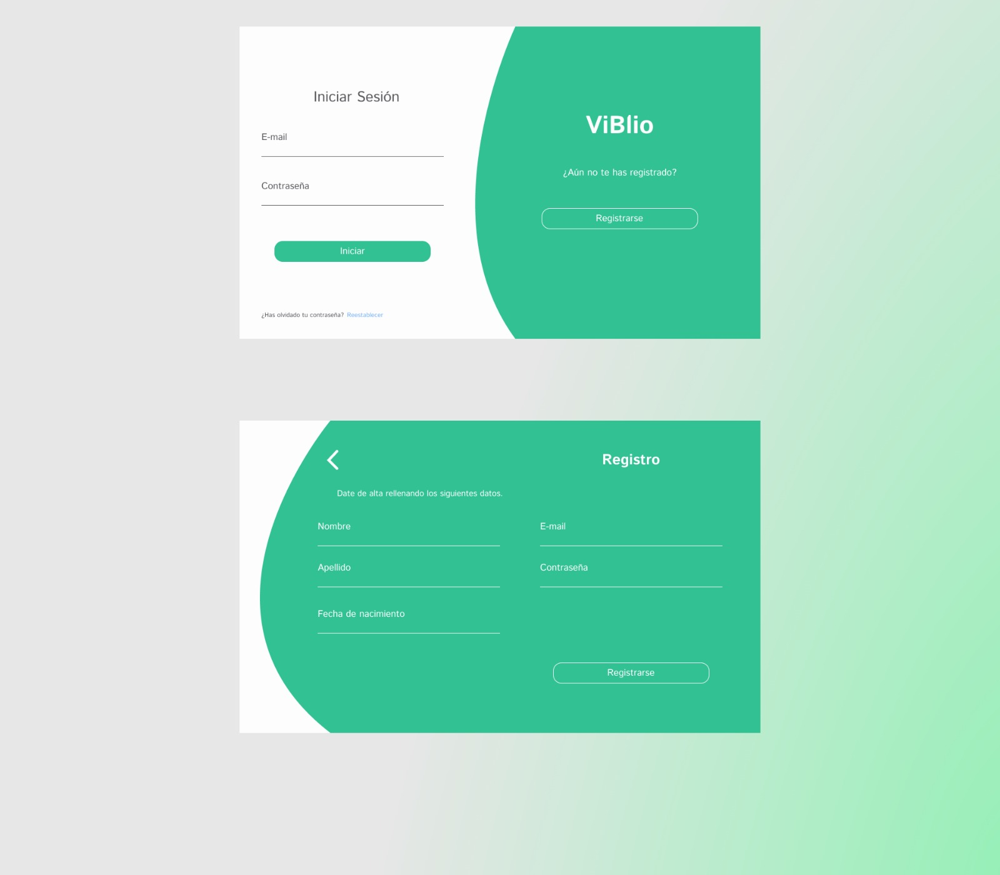 Iniciar Sesión
E-mail
Contraseña
Iniciar
¿Has olvidado tu contraseña? Reestablecer
ViBlio
¿Aún no te has registrado?
Registrarse
Registro
Date de alta rellenando los siguientes datos.
Nombre
Apellido
Fecha de nacimiento
E-mail
Contraseña
Registrarse